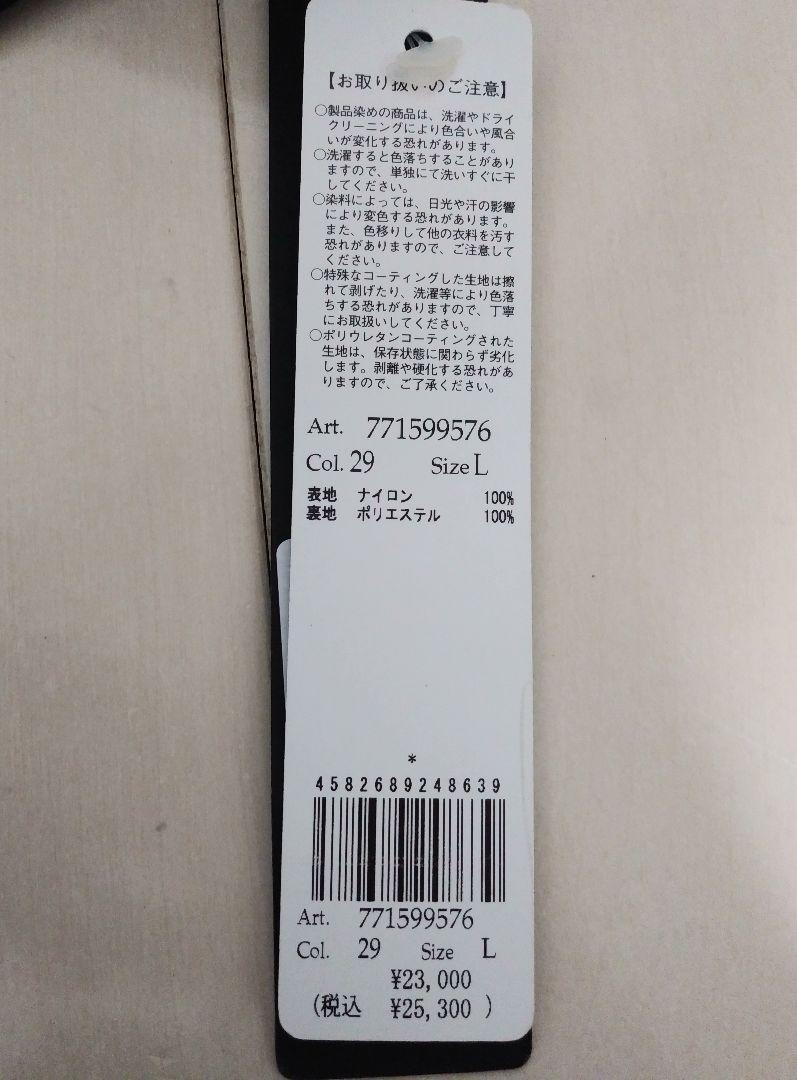 【お取り扱いのご注意】
○製品染めの商品は、洗濯やドライ
クリーニングにより色合いや風合
いが変化する恐れがあります。
○洗濯すると色落ちすることがあり
ますので、単独にて洗いすぐに干
してください。
○染料によっては、日光や汗の影響
により変色する恐れがあります。
また、色移りして他の衣料を汚す
恐れがありますので、ご注意して
ください。
○特殊なコーティングした生地は擦
れて剥げたり、洗濯等により色落
ちする恐れがありますので、丁寧
にお取扱いしてください。
○ポリウレタンコーティングされた
生地は、保存状態に関わらず劣化
します。剥離や硬化する恐れがあ
りますので、ご了承ください。
Art. 771599576
Col. 29 Size L
表地 ナイロン 100%
裏地 ポリエステル 100%
*
4582689248639
Art. 771599576
Col. 29 Size L
¥23,000
(税込 ¥25,300 )